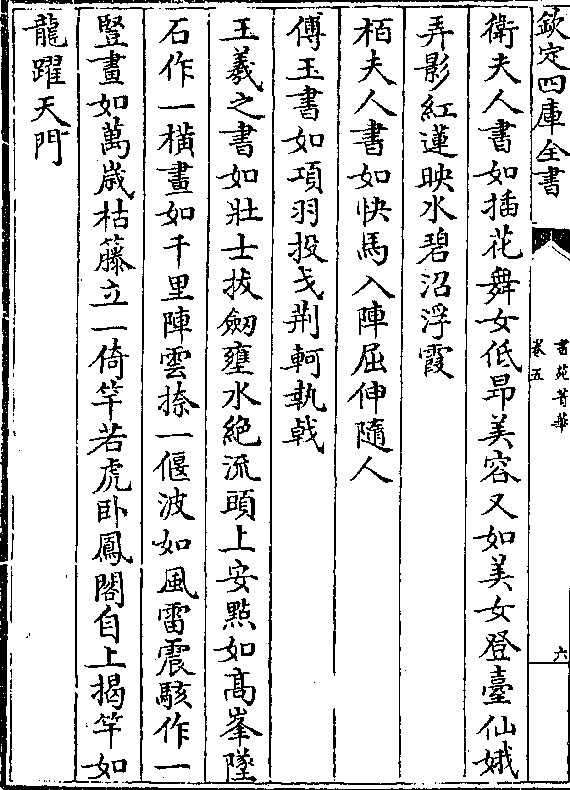 欽定四庫全書
書苑菁華
卷五
六
衛夫人書如插花舞女低昂美容又如美女登臺仙娥
弄影紅蓮映水碧沼浮霞
栢夫人書如快馬入陣屈伸隨人
傅玉書如項羽投戈荆軻執戟
王羲之書如壯士拔劒壅水絶流頭上安㸃如髙峯墜
石作一橫畫如千里陣雲捺一偃波如風雷震駭作一
豎畫如萬歲枯籐立一倚竿若虎卧鳳閣自上揭竿如
龍躍天門